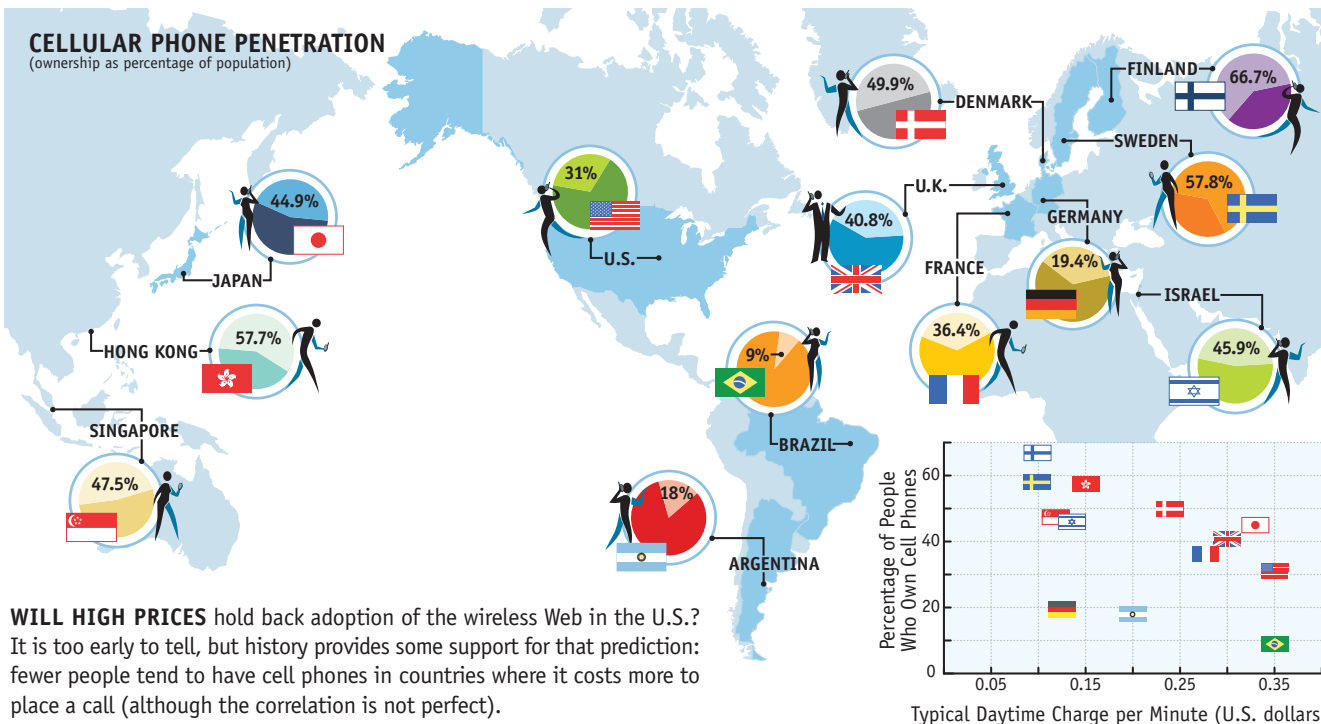 CELLULAR PHONE PENETRATION
(ownership as percentage of population)
44.9%
JAPAN
57.7%
HONG KONG
SINGAPORE
47.5%
31%
U.S.
9%
BRAZIL
18%
ARGENTINA
49.9%
DENMARK
FINLAND
66.7%
SWEDEN
57.8%
U.K.
40.8%
GERMANY
19.4%
FRANCE
36.4%
ISRAEL
45.9%
WILL HIGH PRICES hold back adoption of the wireless Web in the U.S.?
It is too early to tell, but history provides some support for that prediction:
fewer people tend to have cell phones in countries where it costs more to
place a call (although the correlation is not perfect).
Percentage of People
Who Own Cell Phones
60
40
20
0
0.05
0.15
0.25
0.35
Typical Daytime Charge per Minute (U.S. dollars